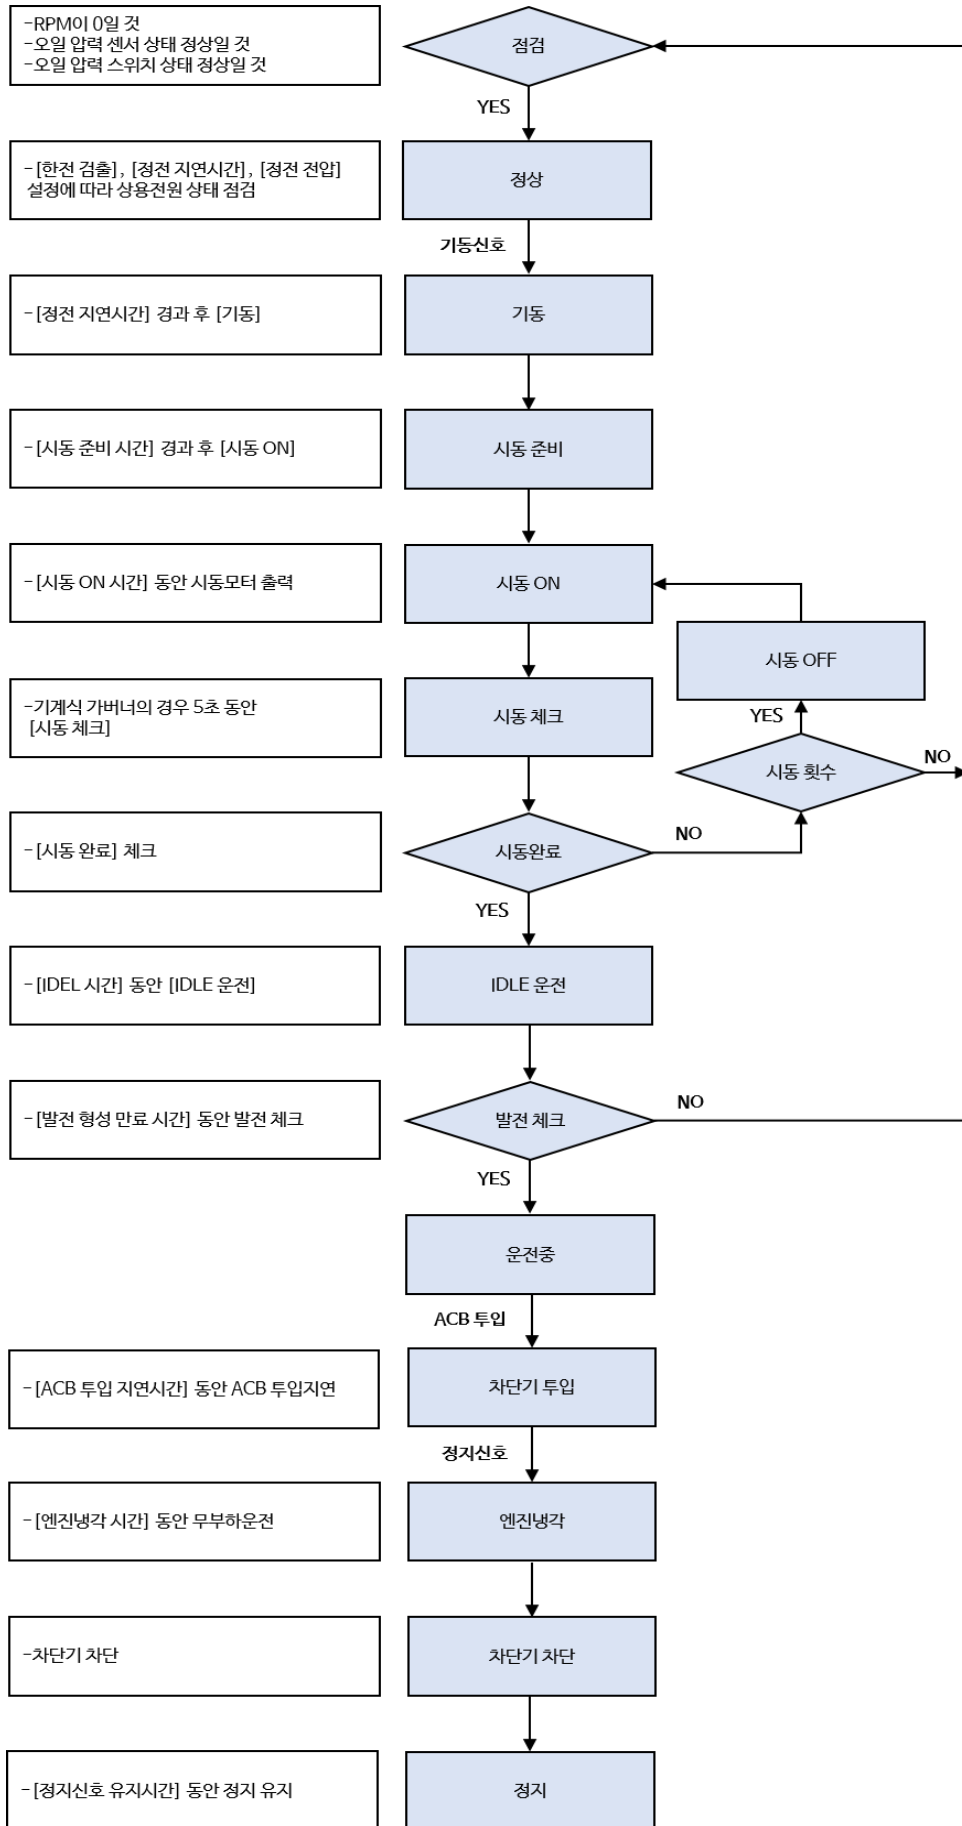 -RPM이 0일 것
-오일 압력 센서 상태 정상일 것
-오일 압력 스위치 상태 정상일 것
점검
YES
-[한전 검출], [정전 지연시간], [정전 전압]
설정에 따라 상용전원 상태 점검
정상
기동신호
-[정전 지연시간] 경과 후 [기동]
기동
-[시동 준비 시간] 경과 후 [시동 ON]
시동 준비
-[시동 ON 시간] 동안 시동모터 출력
시동 ON
시동 OFF
-기계식 가버너의 경우 5초 동안
[시동 체크]
시동 체크
YES
시동 횟수
NO
-[시동 완료] 체크
시동완료
NO
YES
-[IDEL 시간] 동안 [IDLE 운전]
IDLE 운전
-[발전 형성 만료 시간] 동안 발전 체크
발전 체크
NO
YES
운전중
ACB 투입
-[ACB 투입 지연시간] 동안 ACB 투입지연
차단기 투입
정지신호
-[엔진냉각 시간] 동안 무부하운전
엔진냉각
-차단기 차단
차단기 차단
-[정지신호 유지시간] 동안 정지 유지
정지